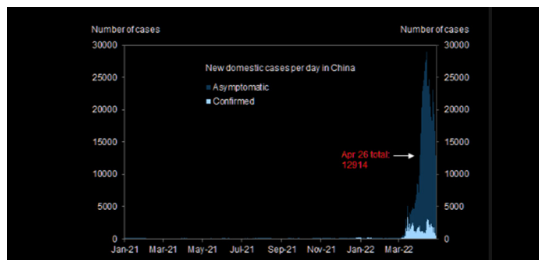 Number of cases Number of cases
30000 30000
New domestic cases per day in China
25000 25000
Asymptomatic
Confirmed
20000 20000
15000 15000
Apr 26 total:
12914
10000 10000
5000 5000
0 0
Jan-21 Mar-21 May-21 Jul-21 Sep-21 Nov-21 Jan-22 Mar-22